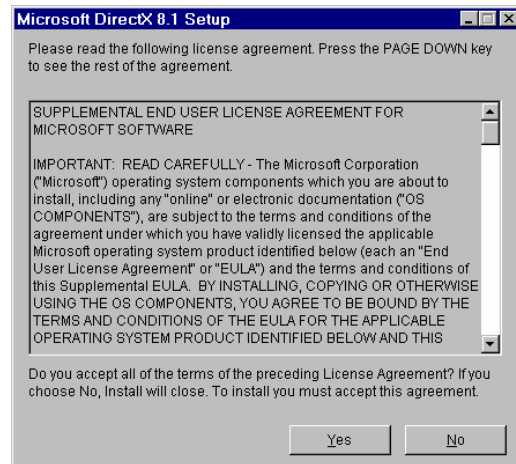 Microsoft DirectX 8.1 Setup
Please read the following license agreement. Press the PAGE DOWN key
to see the rest of the agreement.
SUPPLEMENTAL END USER LICENSE AGREEMENT FOR
MICROSOFT SOFTWARE
IMPORTANT:  READ CAREFULLY - The Microsoft Corporation
("Microsoft") operating system components which you are about to
install, including any "online" or electronic documentation ("OS
COMPONENTS"), are subject to the terms and conditions of the
agreement under which you have validly licensed the applicable
Microsoft operating system product identified below (each an "End
User License Agreement" or "EULA") and the terms and conditions of
this Supplemental EULA.  BY INSTALLING, COPYING OR OTHERWISE
USING THE OS COMPONENTS, YOU AGREE TO BE BOUND BY THE
TERMS AND CONDITIONS OF THE EULA FOR THE APPLICABLE
OPERATING SYSTEM PRODUCT IDENTIFIED BELOW AND THIS
Do you accept all of the terms of the preceding License Agreement? If you
choose No, Install will close. To install you must accept this agreement.
Yes
No